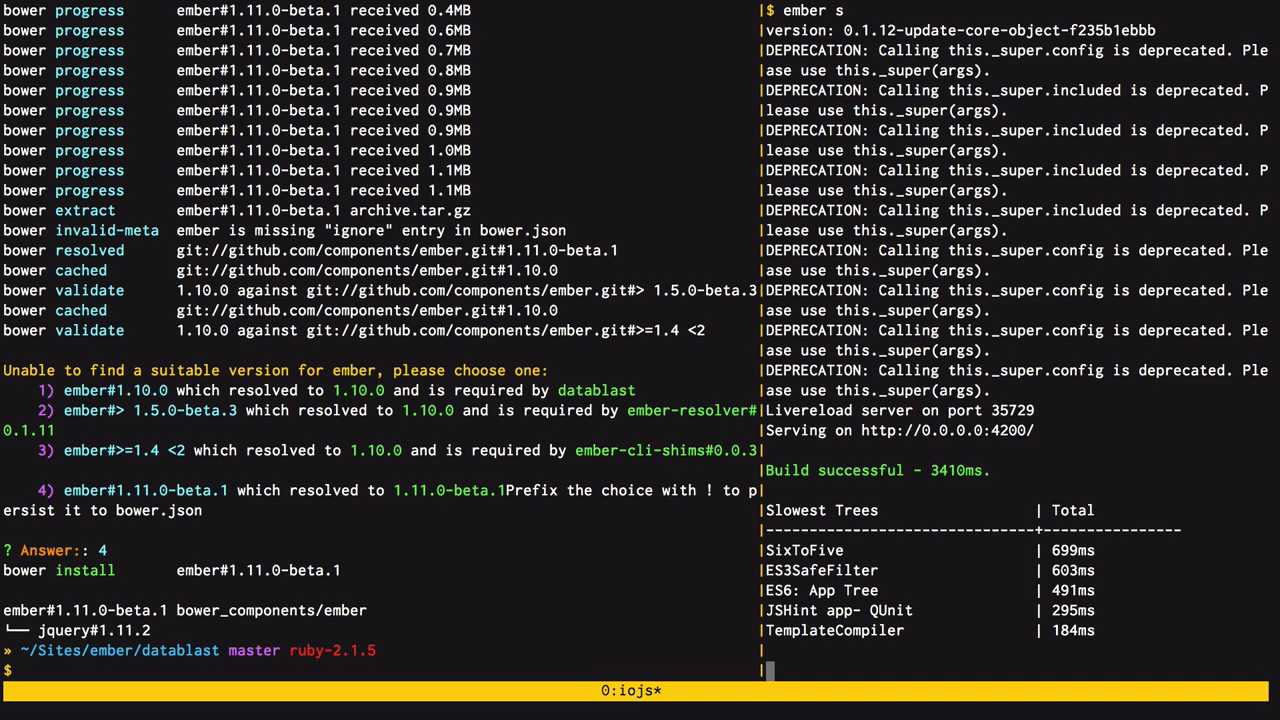 bower progress    ember#1.11.0-beta.1 received 0.4MB
bower progress    ember#1.11.0-beta.1 received 0.6MB
bower progress    ember#1.11.0-beta.1 received 0.7MB
bower progress    ember#1.11.0-beta.1 received 0.8MB
bower progress    ember#1.11.0-beta.1 received 0.9MB
bower progress    ember#1.11.0-beta.1 received 0.9MB
bower progress    ember#1.11.0-beta.1 received 0.9MB
bower progress    ember#1.11.0-beta.1 received 1.0MB
bower progress    ember#1.11.0-beta.1 received 1.1MB
bower progress    ember#1.11.0-beta.1 received 1.1MB
bower extract     ember#1.11.0-beta.1 archive.tar.gz
bower invalid-meta  ember is missing "ignore" entry in bower.json
bower resolved    git://github.com/components/ember.git#1.11.0-beta.1
bower cached      git://github.com/components/ember.git#1.10.0
bower validate    1.10.0 against git://github.com/components/ember.git#> 1.5.0-beta.3
bower cached      git://github.com/components/ember.git#1.10.0
bower validate    1.10.0 against git://github.com/components/ember.git#>=1.4 <2
Unable to find a suitable version for ember, please choose one:
1) ember#1.10.0 which resolved to 1.10.0 and is required by datablast
2) ember#> 1.5.0-beta.3 which resolved to 1.10.0 and is required by ember-resolver#
0.1.11
3) ember#>=1.4 <2 which resolved to 1.10.0 and is required by ember-cli-shims#0.0.3
4) ember#1.11.0-beta.1 which resolved to 1.11.0-beta.1Prefix the choice with ! to p
ersist it to bower.json
? Answer:: 4
bower install     ember#1.11.0-beta.1
ember#1.11.0-beta.1 bower_components/ember
└── jquery#1.11.2
» ~/Sites/ember/datablast master ruby-2.1.5
$
$ ember s
version: 0.1.12-update-core-object-f235b1ebbb
DEPRECATION: Calling this._super.config is deprecated. Ple
ase use this._super(args).
DEPRECATION: Calling this._super.included is deprecated. P
lease use this._super(args).
DEPRECATION: Calling this._super.included is deprecated. P
lease use this._super(args).
DEPRECATION: Calling this._super.included is deprecated. P
lease use this._super(args).
DEPRECATION: Calling this._super.included is deprecated. P
lease use this._super(args).
DEPRECATION: Calling this._super.config is deprecated. Ple
ase use this._super(args).
DEPRECATION: Calling this._super.config is deprecated. Ple
ase use this._super(args).
DEPRECATION: Calling this._super.config is deprecated. Ple
ase use this._super(args).
DEPRECATION: Calling this._super.config is deprecated. Ple
ase use this._super(args).
Livereload server on port 35729
Serving on http://0.0.0.0:4200/
Build successful - 3410ms.
Slowest Trees                  | Total
-------------------------------+----------------
SixToFive                      | 699ms
ES3SafeFilter                  | 603ms
ES6: App Tree                  | 491ms
JSHint app- QUnit              | 295ms
TemplateCompiler               | 184ms
0:iojs*